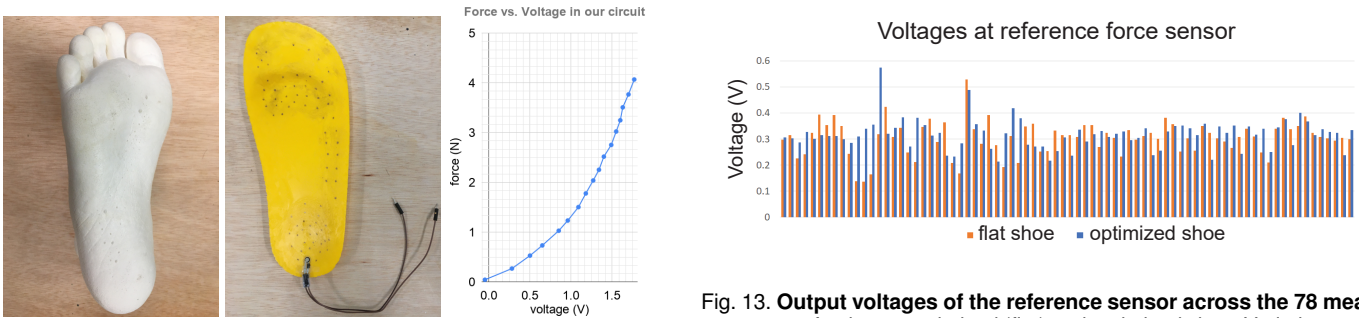 Force vs. Voltage in our circuit
5
4
3
2
1
0
force (N)
0.0 0.5 1.0 1.5
voltage (V)
Voltages at reference force sensor
0.6
0.5
0.4
0.3
0.2
0.1
0
Voltage (V)
flat shoe optimized shoe
Fig. 13. Output voltages of the reference sensor across the 78 mea